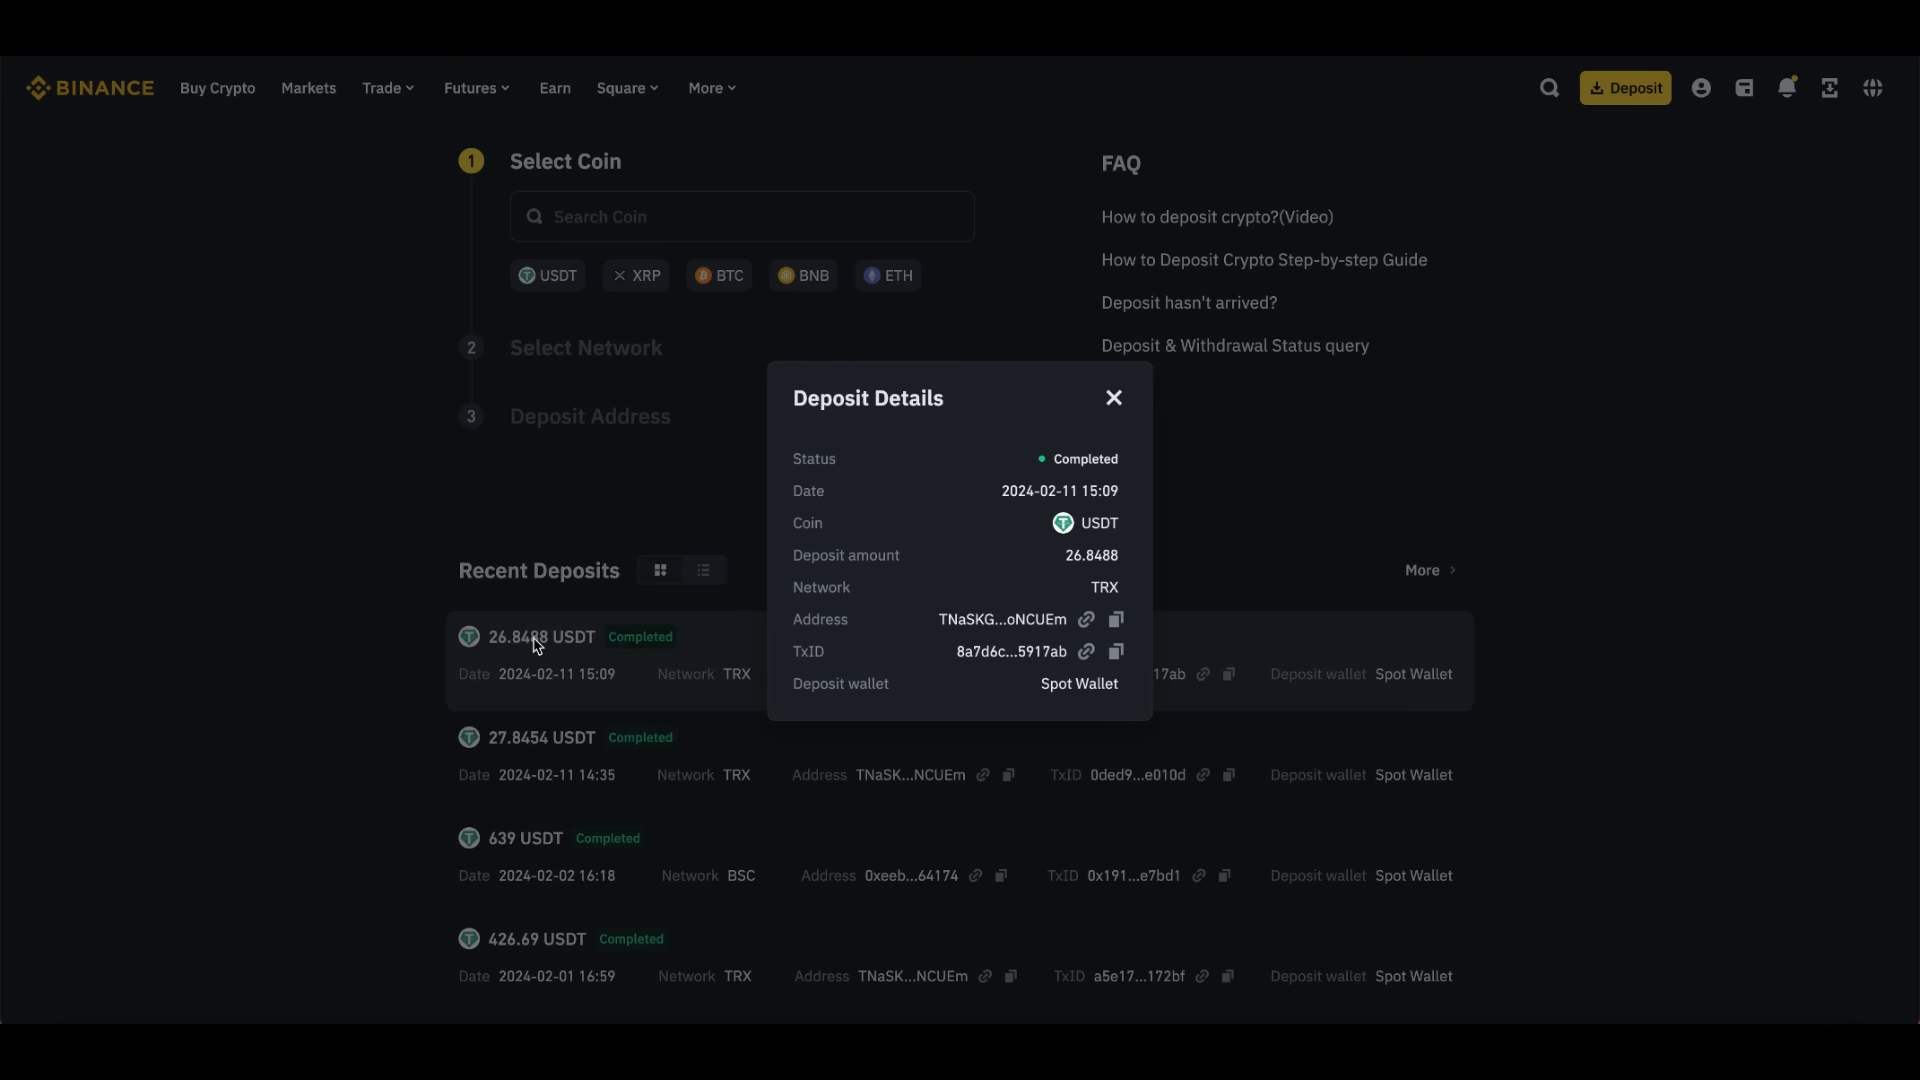 BINANCE Buy Crypto Markets Trade Futures Earn Square More Deposit
1 Select Coin
Search Coin
USDT XRP BTC BNB ETH
2 Select Network
3 Deposit Address
FAQ
How to deposit crypto?(Video)
How to Deposit Crypto Step-by-step Guide
Deposit hasn't arrived?
Deposit & Withdrawal Status query
Deposit Details
Status Completed
Date 2024-02-11 15:09
Coin USDT
Deposit amount 26.8488
Network TRX
Address TNaSKG...oNCUEm
TxID 8a7d6c...5917ab
Deposit wallet Spot Wallet
Recent Deposits More
26.8488 USDT Completed
Date 2024-02-11 15:09 Network TRX 17ab Deposit wallet Spot Wallet
27.8454 USDT Completed
Date 2024-02-11 14:35 Network TRX Address TNaSK...NCUEm TxID 0ded9...e010d Deposit wallet Spot Wallet
639 USDT Completed
Date 2024-02-02 16:18 Network BSC Address 0xeeb...64174 TxID 0x191...e7bd1 Deposit wallet Spot Wallet
426.69 USDT Completed
Date 2024-02-01 16:59 Network TRX Address TNaSK...NCUEm TxID a5e17...172bf Deposit wallet Spot Wallet